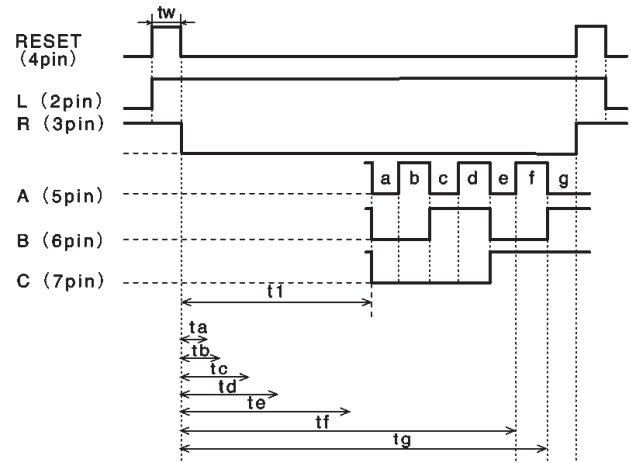 tw
RESET
(4pin)
L (2pin)
R (3pin)
A (5pin)
a b c d e f g
B (6pin)
C (7pin)
t1
ta
tb
tc
td
te
tf
tg